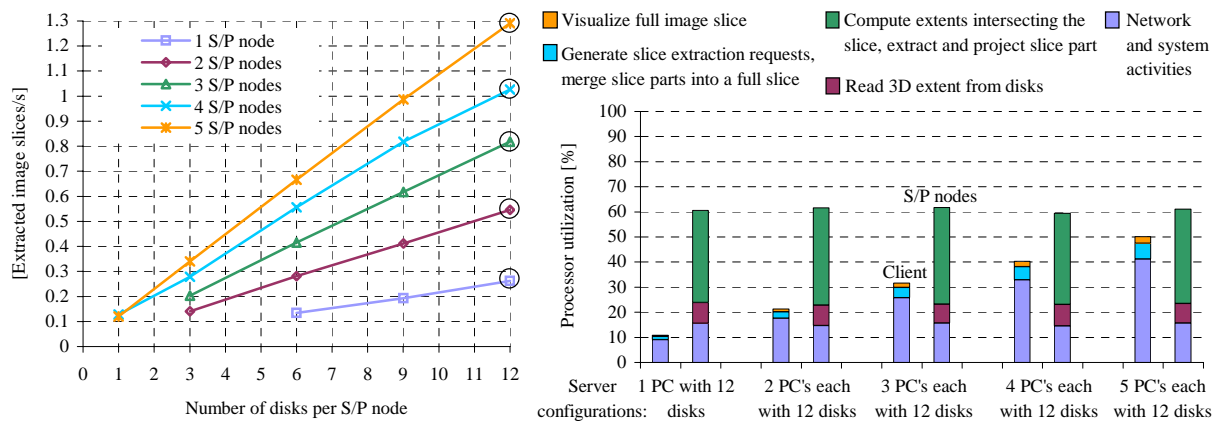 [Extracted image slices/s]
1.3
1.2
1.1
1
0.9
0.8
0.7
0.6
0.5
0.4
0.3
0.2
0.1
0
1 S/P node
2 S/P nodes
3 S/P nodes
4 S/P nodes
5 S/P nodes
0 1 2 3 4 5 6 7 8 9 10 11 12
Number of disks per S/P node
Visualize full image slice
Generate slice extraction requests,
merge slice parts into a full slice
Compute extents intersecting the
slice, extract and project slice part
Read 3D extent from disks
Network
and system
activities
Processor utilization [%]
100
90
80
70
60
50
40
30
20
10
0
S/P nodes
Client
Server
configurations:
1 PC with 12
disks
2 PC's each
with 12 disks
3 PC's each
with 12 disks
4 PC's each
with 12 disks
5 PC's each
with 12 disks